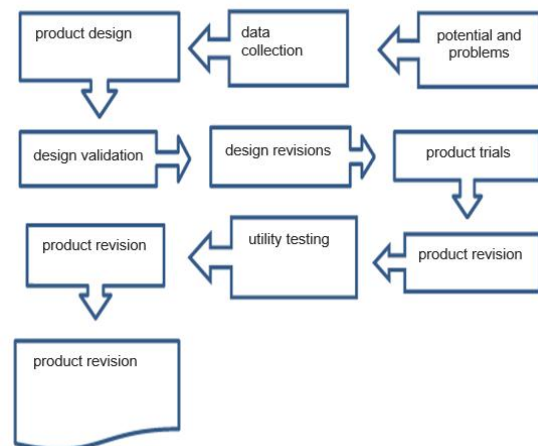 product design
data
collection
potential and
problems
design validation
design revisions
product trials
product revision
utility testing
product revision
product revision